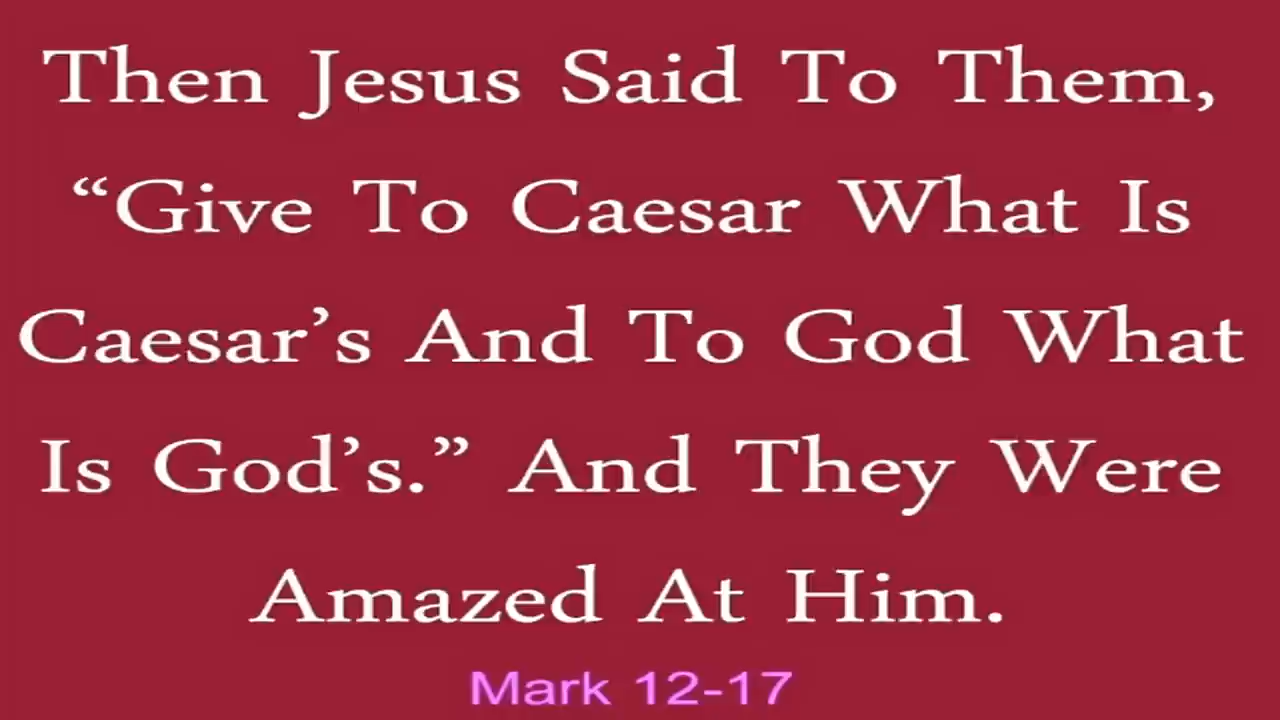 Then Jesus Said To Them,
“Give To Caesar What Is
Caesar’s And To God What
Is God’s.” And They Were
Amazed At Him.
Mark 12-17